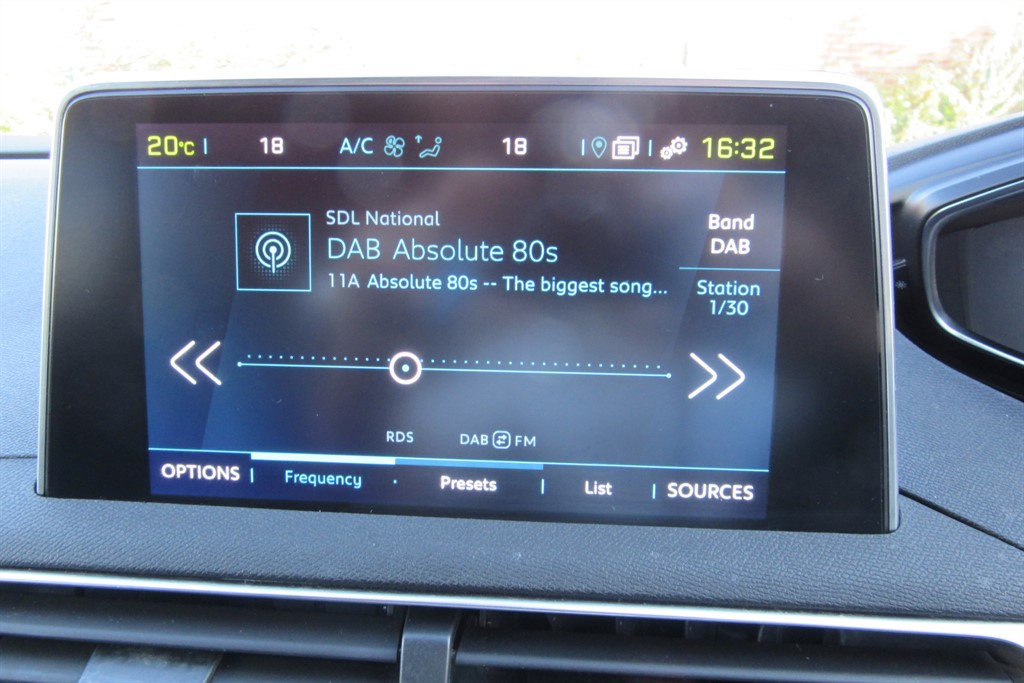 20°C 18 A/C 18 16:32
SDL National
DAB Absolute 80s
11A Absolute 80s -- The biggest song...
Band
DAB
Station
1/30
RDS DAB FM
OPTIONS Frequency Presets List SOURCES